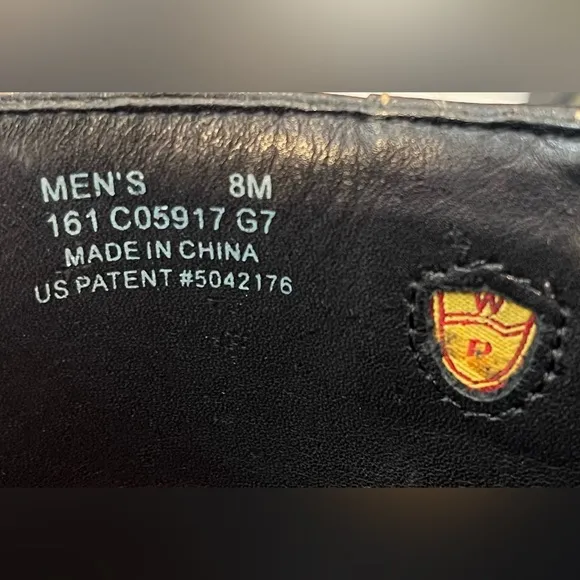 MEN'S 8M
161 C05917 G7
MADE IN CHINA
US PATENT #5042176
W
D